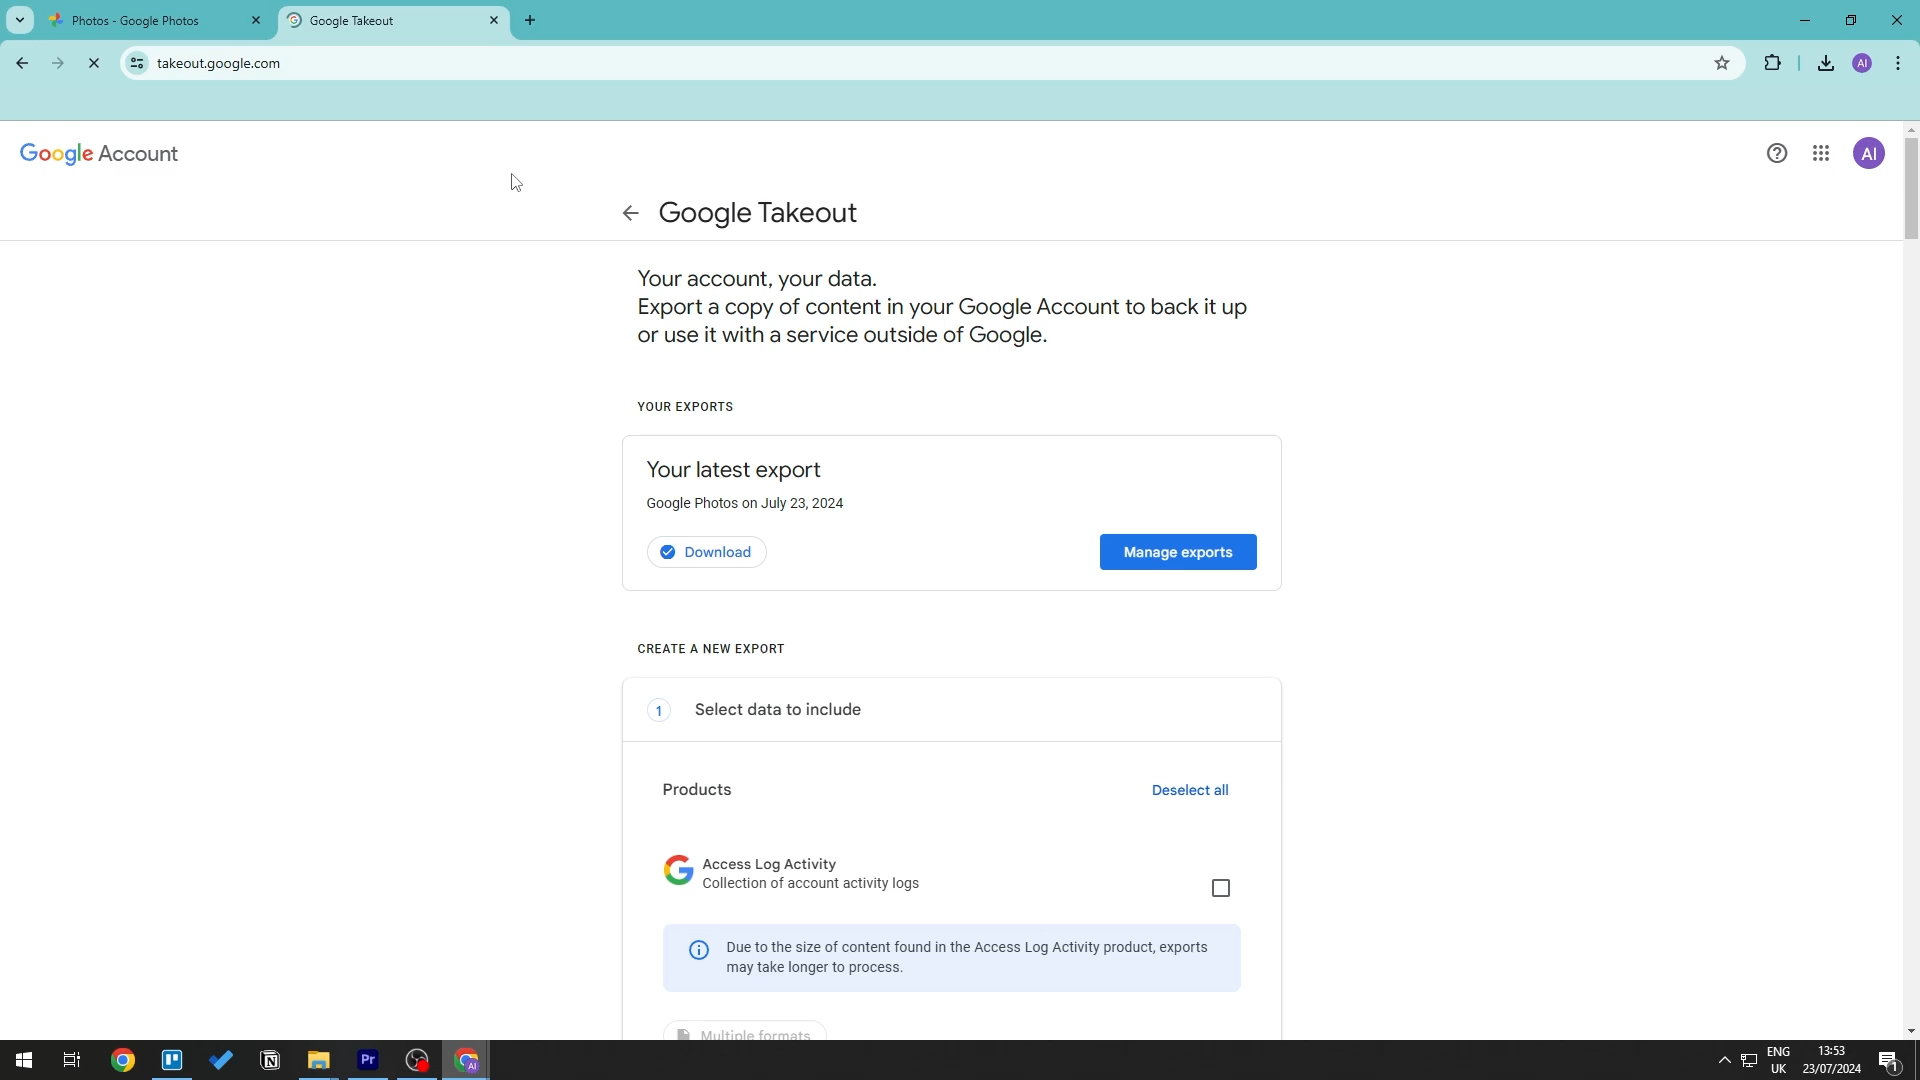 Photos - Google Photos
Google Takeout
takeout.google.com
AI
Google Account
AI
Google Takeout
Your account, your data.
Export a copy of content in your Google Account to back it up
or use it with a service outside of Google.
YOUR EXPORTS
Your latest export
Google Photos on July 23, 2024
Download
Manage exports
CREATE A NEW EXPORT
1 Select data to include
Products
Deselect all
Access Log Activity
Collection of account activity logs
Due to the size of content found in the Access Log Activity product, exports
may take longer to process.
Multiple formats
Pr
AI
ENG
UK
13:53
23/07/2024
1